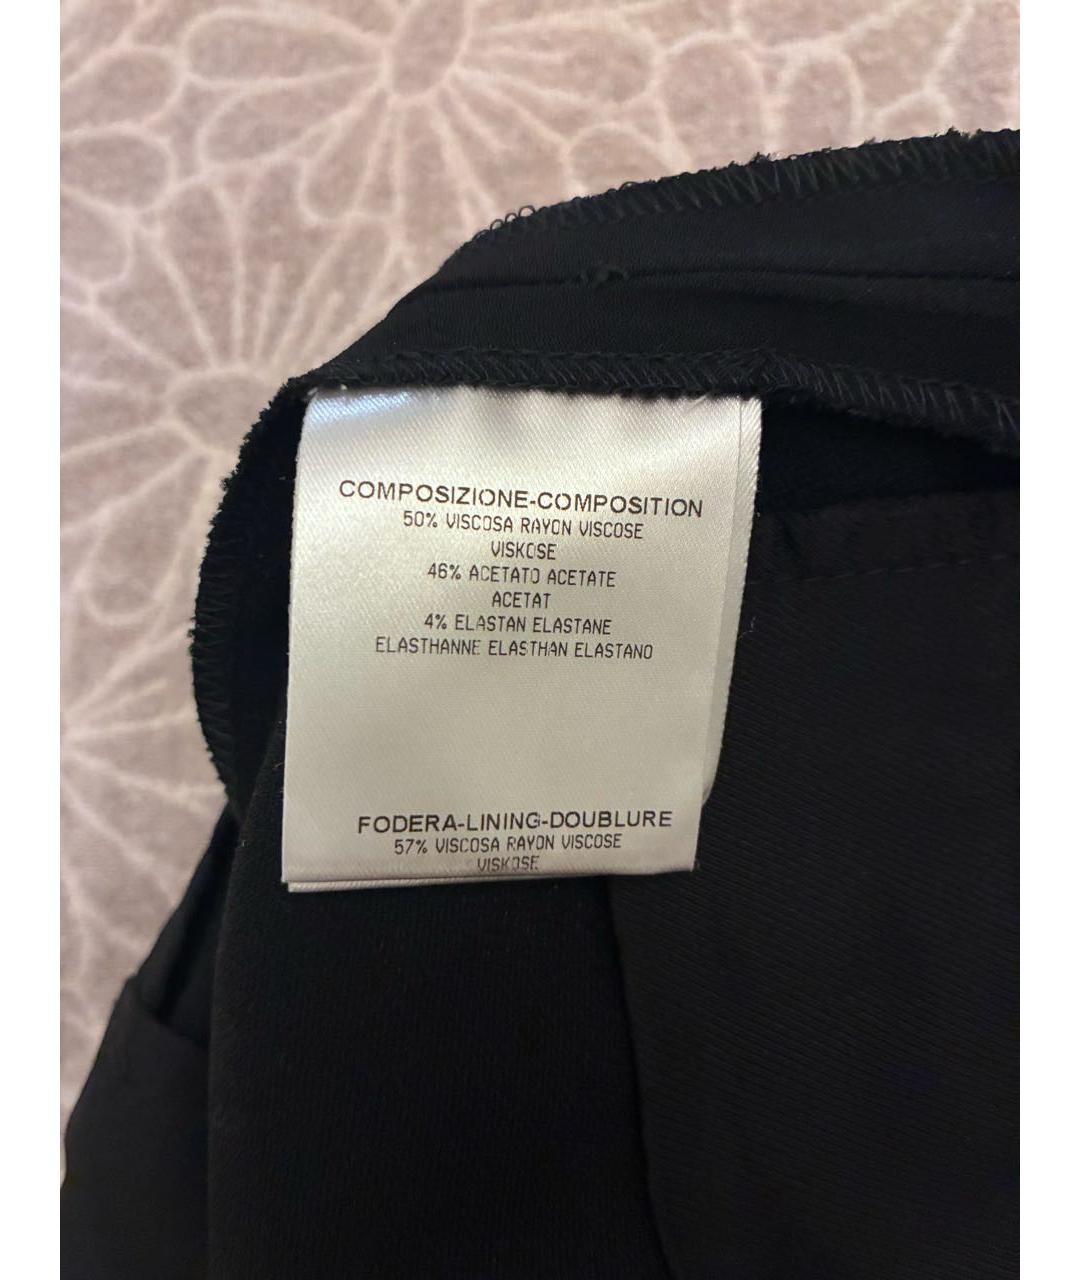 COMPOSIZIONE-COMPOSITION
50% VISCOSA RAYON VISCOSE
VISKOSE
46% ACETATO ACETATE
ACETAT
4% ELASTAN ELASTANE
ELASTHANNE ELASTHAN ELASTANO
FODERA-LINING-DOUBLURE
57% VISCOSA RAYON VISCOSE
VISKOSE